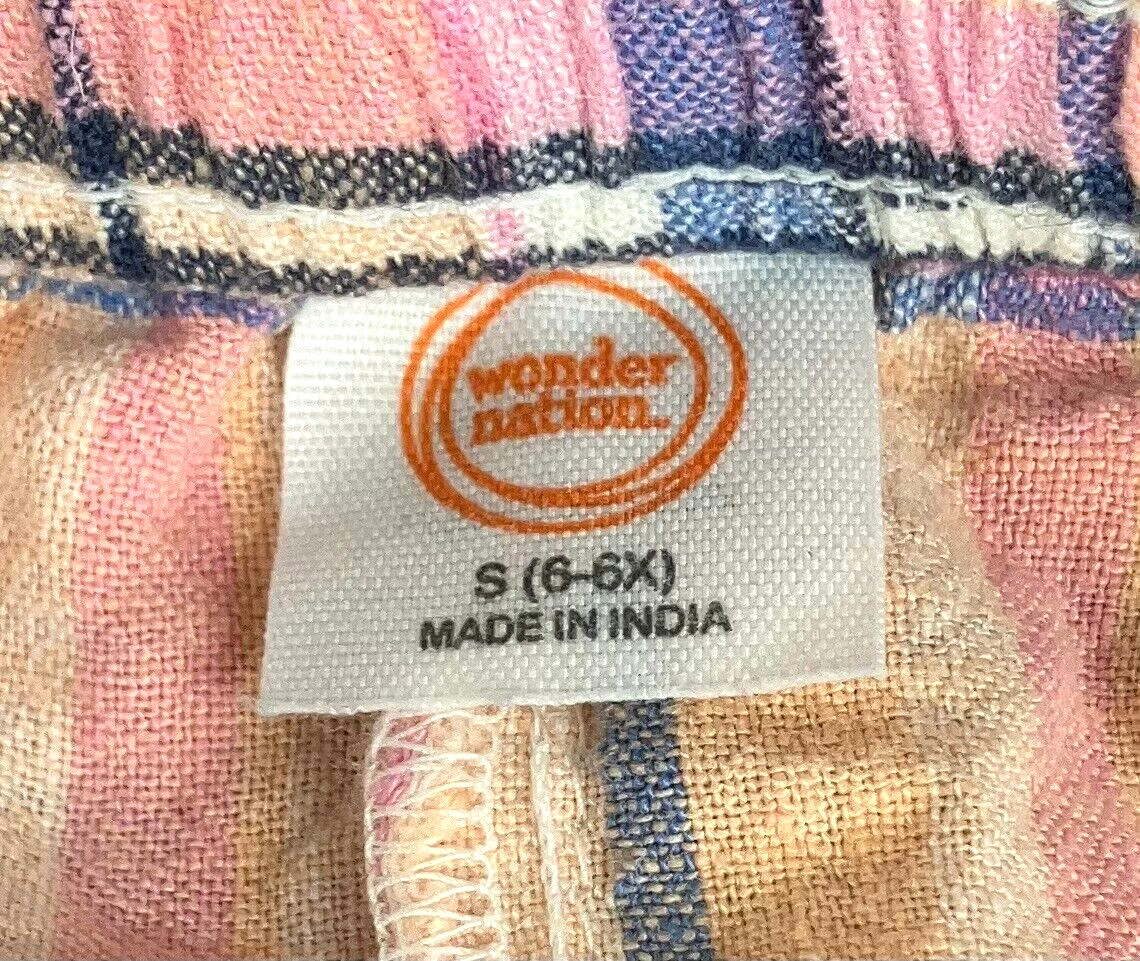 wonder
nation.
S (6-6X)
MADE IN INDIA